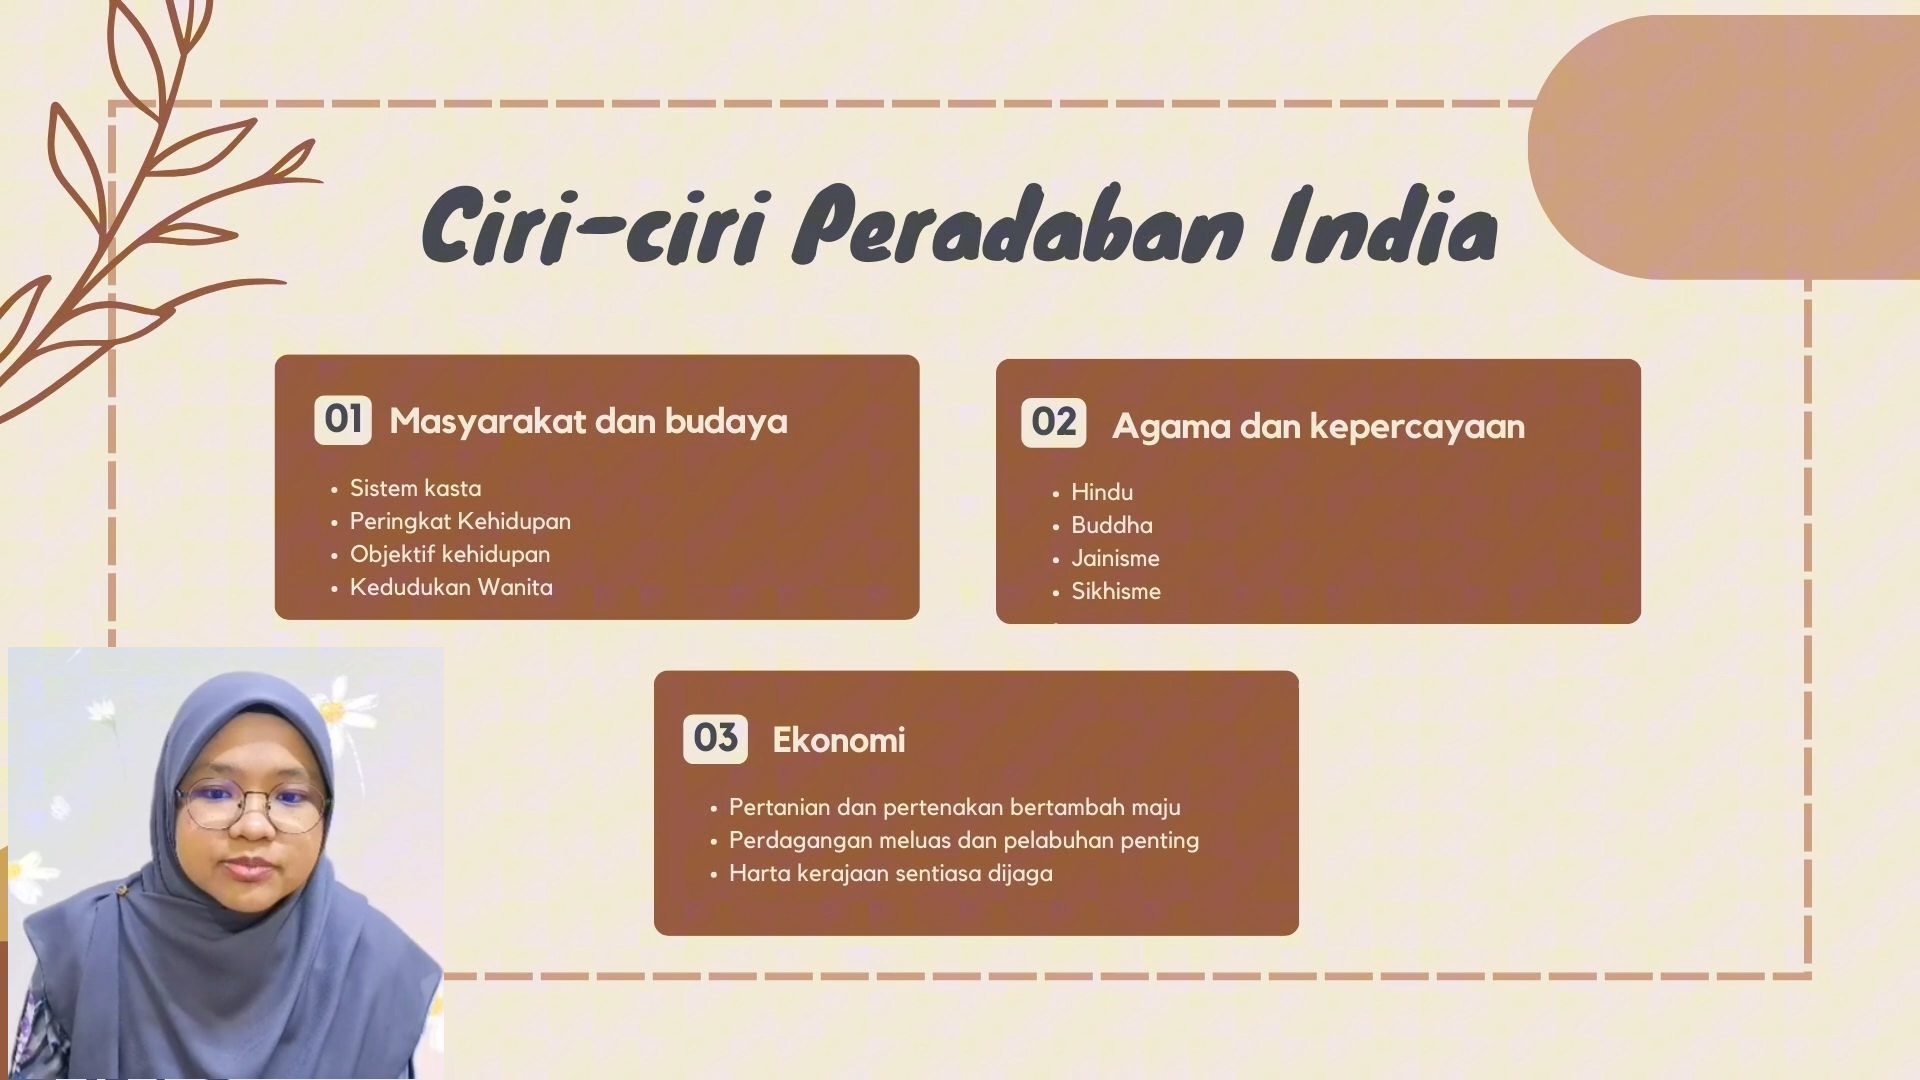 Ciri-ciri Peradaban India
01 Masyarakat dan budaya
• Sistem kasta
• Peringkat Kehidupan
• Objektif kehidupan
• Kedudukan Wanita
02 Agama dan kepercayaan
• Hindu
• Buddha
• Jainisme
• Sikhisme
03 Ekonomi
• Pertanian dan pertenakan bertambah maju
• Perdagangan meluas dan pelabuhan penting
• Harta kerajaan sentiasa dijaga